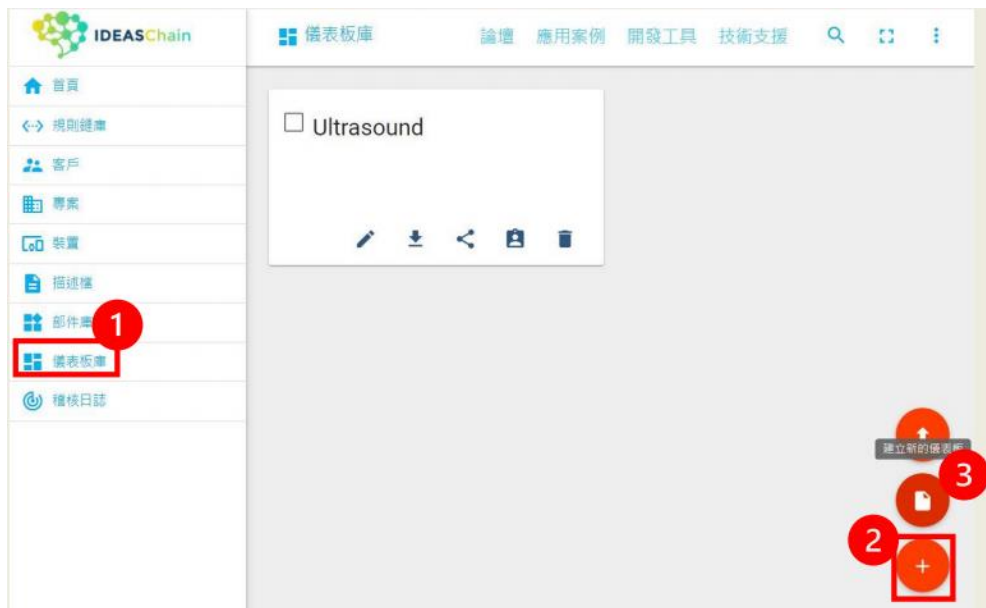 IDEASChain
儀表板庫
論壇 應用案例 開發工具 技術支援
首頁
規則鏈庫
客戶
專案
裝置
描述檔
部件庫
儀表板庫
稽核日誌
1
Ultrasound
建立新的儀表板
3
2